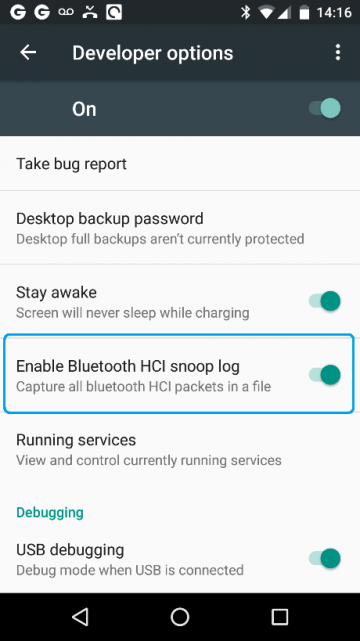 14:16
Developer options
On
Take bug report
Desktop backup password
Desktop full backups aren't currently protected
Stay awake
Screen will never sleep while charging
Enable Bluetooth HCI snoop log
Capture all bluetooth HCI packets in a file
Running services
View and control currently running services
Debugging
USB debugging
Debug mode when USB is connected